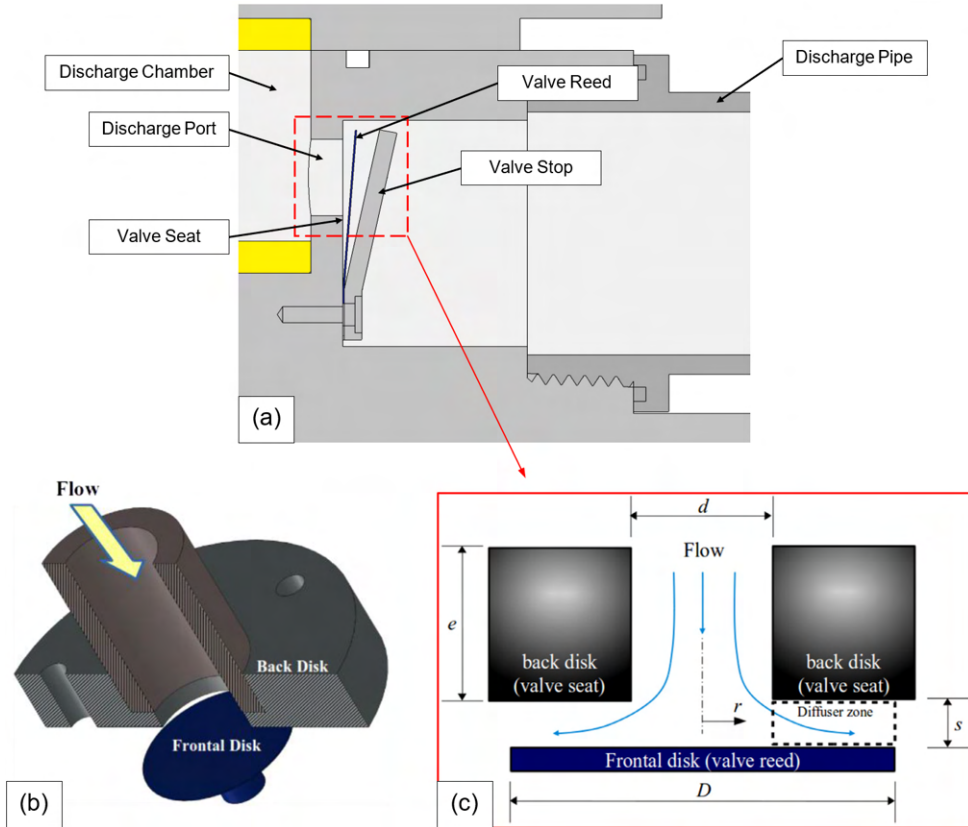 Discharge Chamber
Valve Reed
Discharge Pipe
Discharge Port
Valve Stop
Valve Seat
(a)
Flow
Back Disk
Frontal Disk
(b)
d
Flow
e
back disk
(valve seat)
back disk
(valve seat)
Diffuser zone
r
s
Frontal disk (valve reed)
D
(c)